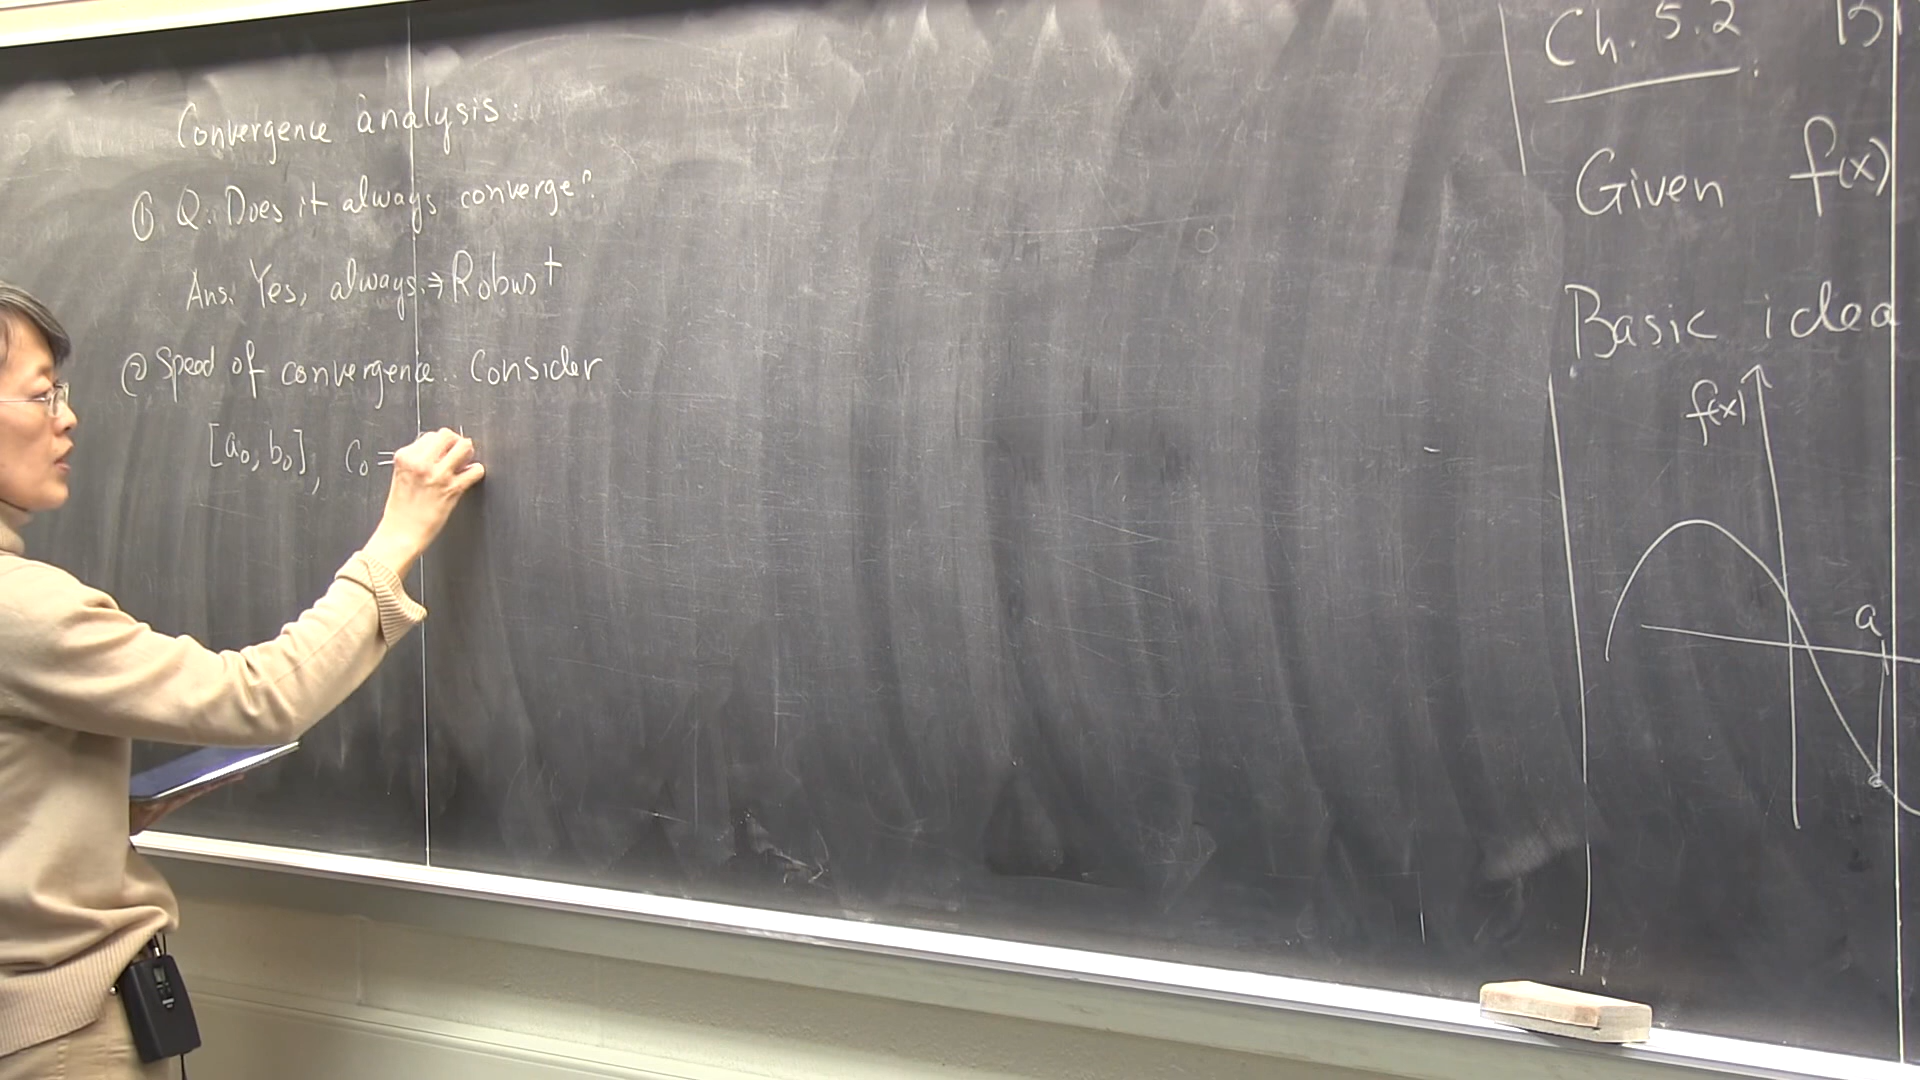 Convergence analysis:
① Q: Does it always converge?
Ans. Yes, always. ⇒ Robust
② Speed of convergence. Consider
[a₀, b₀], c₀ =
Ch. 5.2
Given f(x)
Basic idea
f(x)
a